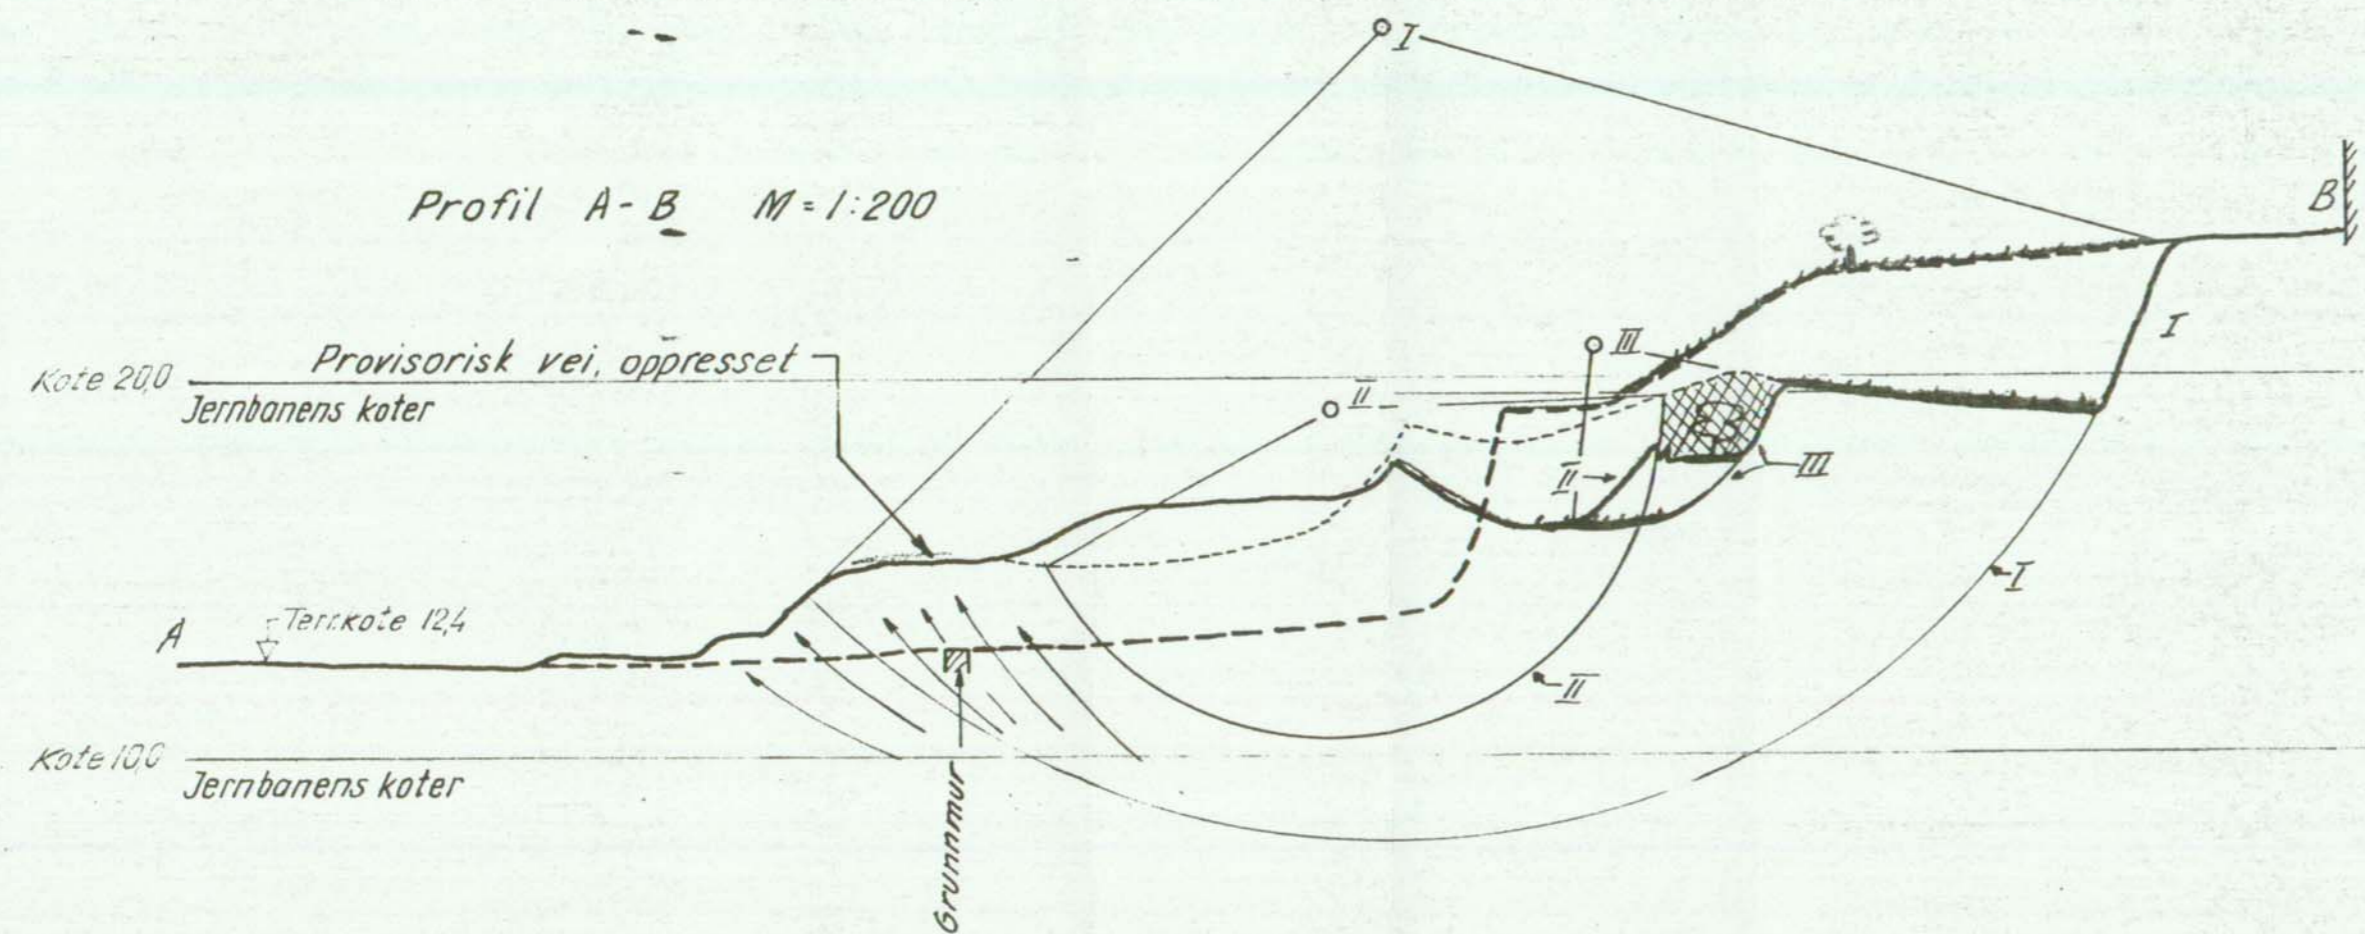 I
Profil A-B M=1:200
B
I
III
Provisorisk vei, oppresset
Kote 20,0
Jernbanens koter
II
II
III
I
A
Terr.kote 12,4
II
Kote 10,0
Jernbanens koter
Grunnmur